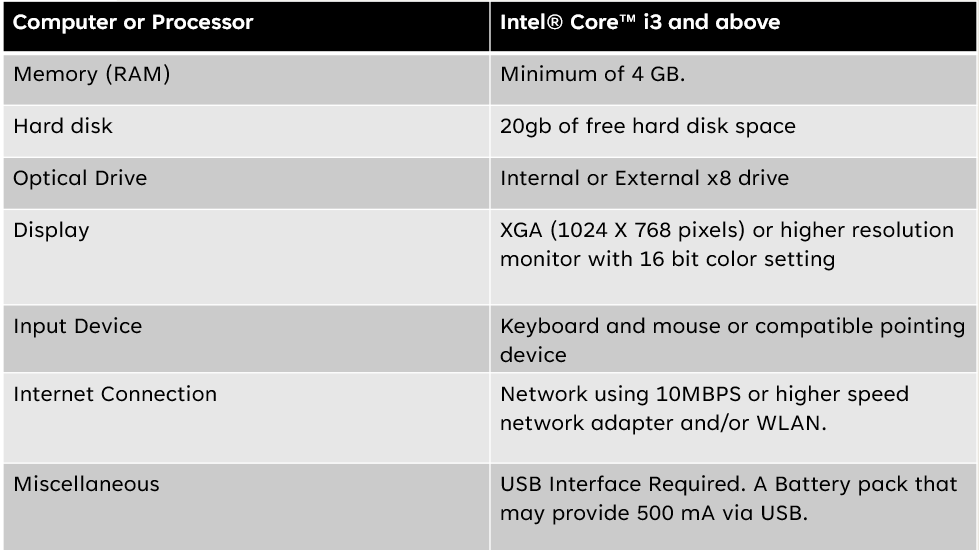 Computer or Processor
Intel® Core™ i3 and above
Memory (RAM)
Minimum of 4 GB.
Hard disk
20gb of free hard disk space
Optical Drive
Internal or External x8 drive
Display
XGA (1024 X 768 pixels) or higher resolution
monitor with 16 bit color setting
Input Device
Keyboard and mouse or compatible pointing
device
Internet Connection
Network using 10MBPS or higher speed
network adapter and/or WLAN.
Miscellaneous
USB Interface Required. A Battery pack that
may provide 500 mA via USB.